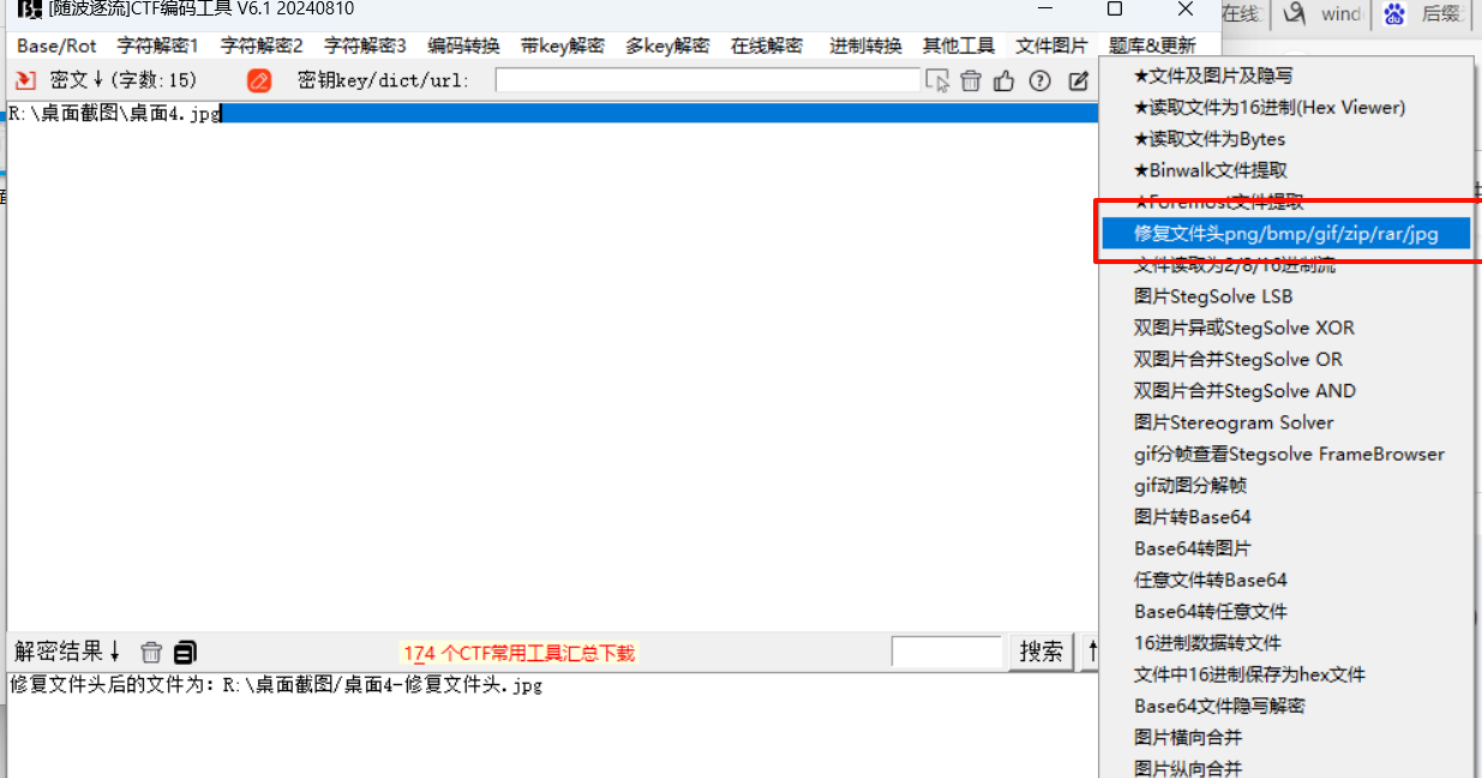 [随波逐流]CTF编码工具 V6.1 20240810
在线
wind
后缀
Base/Rot 字符解密1 字符解密2 字符解密3 编码转换 带key解密 多key解密 在线解密 进制转换 其他工具 文件图片 题库&更新
密文↓(字数:15) 密钥key/dict/url:
R:\桌面截图\桌面4.jpg
★文件及图片及隐写
★读取文件为16进制(Hex Viewer)
★读取文件为Bytes
★Binwalk文件提取
★Foremost文件提取
修复文件头png/bmp/gif/zip/rar/jpg
文件读取为2/8/16进制流
图片StegSolve LSB
双图片异或StegSolve XOR
双图片合并StegSolve OR
双图片合并StegSolve AND
图片Stereogram Solver
gif分帧查看Stegsolve FrameBrowser
gif动图分解帧
图片转Base64
Base64转图片
任意文件转Base64
Base64转任意文件
16进制数据转文件
文件中16进制保存为hex文件
Base64文件隐写解密
图片横向合并
图片纵向合并
解密结果↓ 174 个CTF常用工具汇总下载 搜索 ↑
修复文件头后的文件为: R:\桌面截图/桌面4-修复文件头.jpg